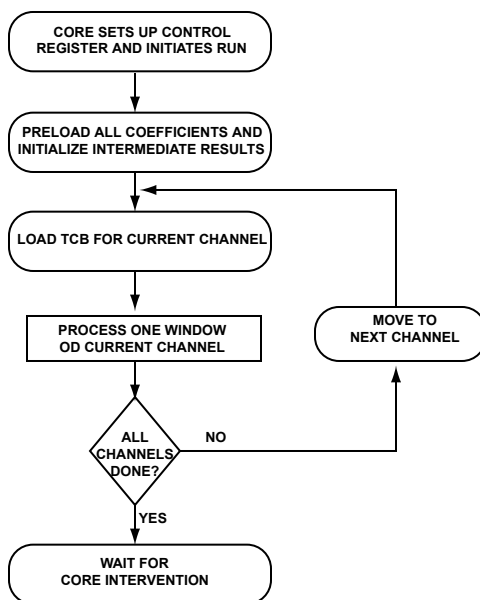 CORE SETS UP CONTROL
REGISTER AND INITIATES RUN
PRELOAD ALL COEFFICIENTS AND
INITIALIZE INTERMEDIATE RESULTS
LOAD TCB FOR CURRENT CHANNEL
PROCESS ONE WINDOW
OD CURRENT CHANNEL
MOVE TO
NEXT CHANNEL
ALL
CHANNELS
DONE?
NO
YES
WAIT FOR
CORE INTERVENTION